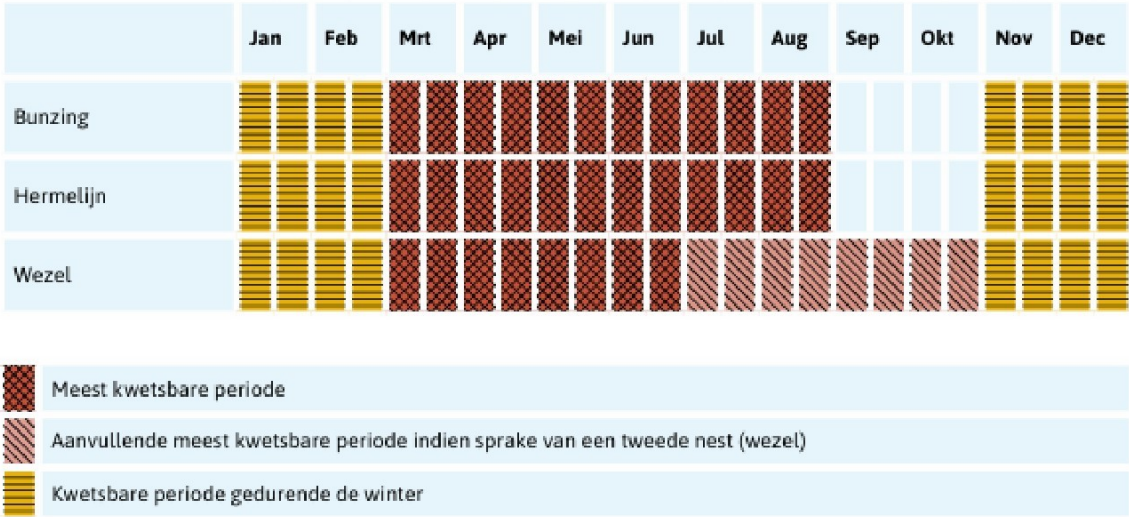 Jan Feb Mrt Apr Mei Jun Jul Aug Sep Okt Nov Dec
Bunzing
Hermelijn
Wezel
Meest kwetsbare periode
Aanvullende meest kwetsbare periode indien sprake van een tweede nest (wezel)
Kwetsbare periode gedurende de winter